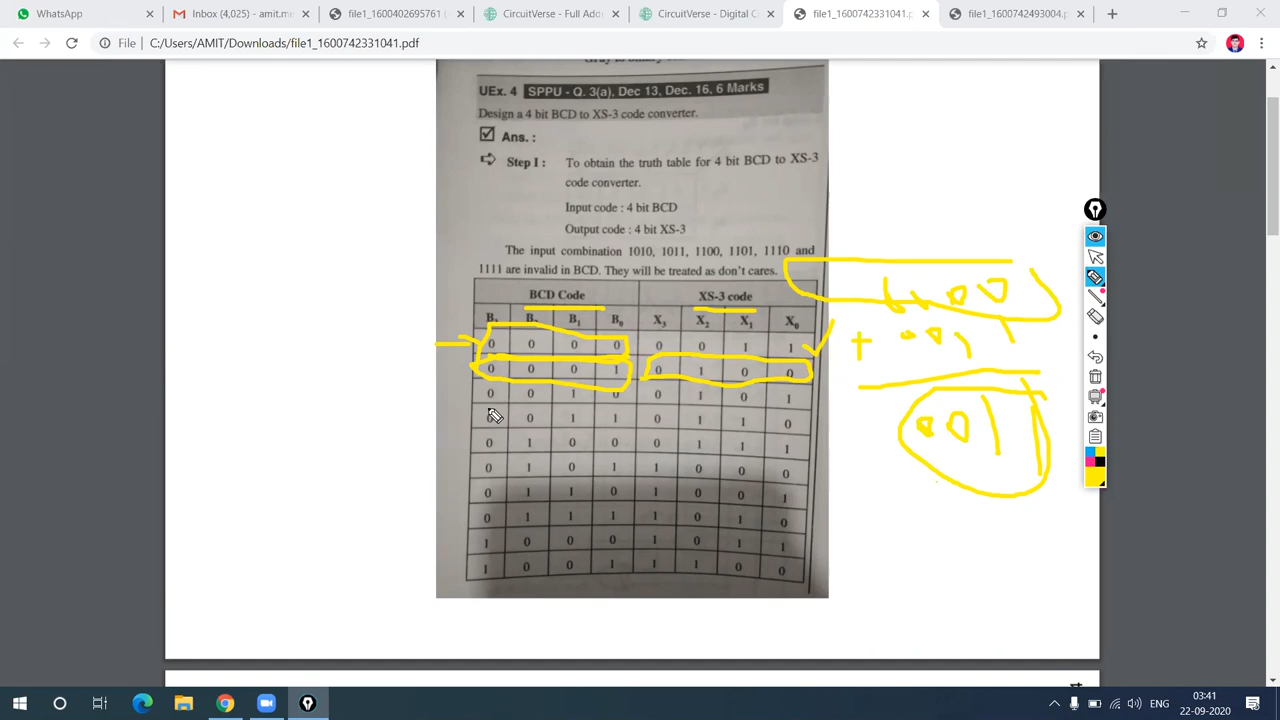 WhatsApp
Inbox (4,025) - amit.me
file1_1600402695761 (
CircuitVerse - Full Add
CircuitVerse - Digital C
file1_1600742331041.p
file1_1600742493004.p
File
C:/Users/AMIT/Downloads/file1_1600742331041.pdf
UEx. 4 SPPU - Q. 3(a), Dec 13, Dec. 16, 6 Marks
Design a 4 bit BCD to XS-3 code converter.
Ans. :
Step I : To obtain the truth table for 4 bit BCD to XS-3
code converter.
Input code : 4 bit BCD
Output code : 4 bit XS-3
The input combination 1010, 1011, 1100, 1101, 1110 and
1111 are invalid in BCD. They will be treated as don't cares.
BCD Code XS-3 code
B3 B2 B1 B0 X3 X2 X1 X0
0 0 0 0 0 0 1 1
0 0 0 1 0 1 0 0
0 0 1 0 0 1 0 1
0 0 1 1 0 1 1 0
0 1 0 0 0 1 1 1
0 1 0 1 1 0 0 0
0 1 1 0 1 0 0 1
0 1 1 1 1 0 1 0
1 0 0 0 1 0 1 1
1 0 0 1 1 1 0 0
+ 0011
0011
ENG
03:41
22-09-2020